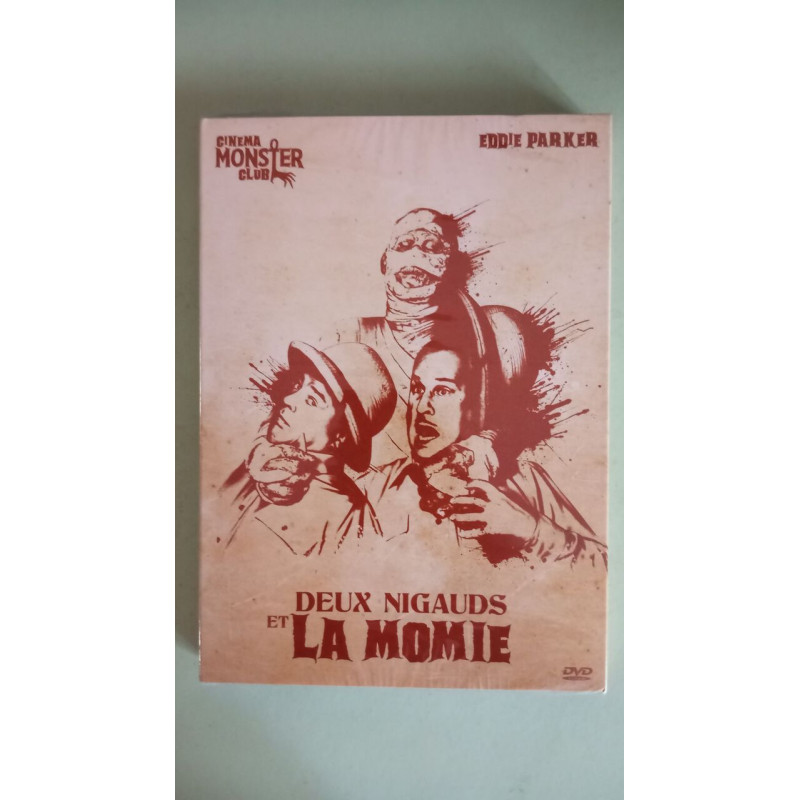 CINEMA
MONSTER
CLUB
EDDIE PARKER
DEUX NIGAUDS
ET LA MOMIE
DVD